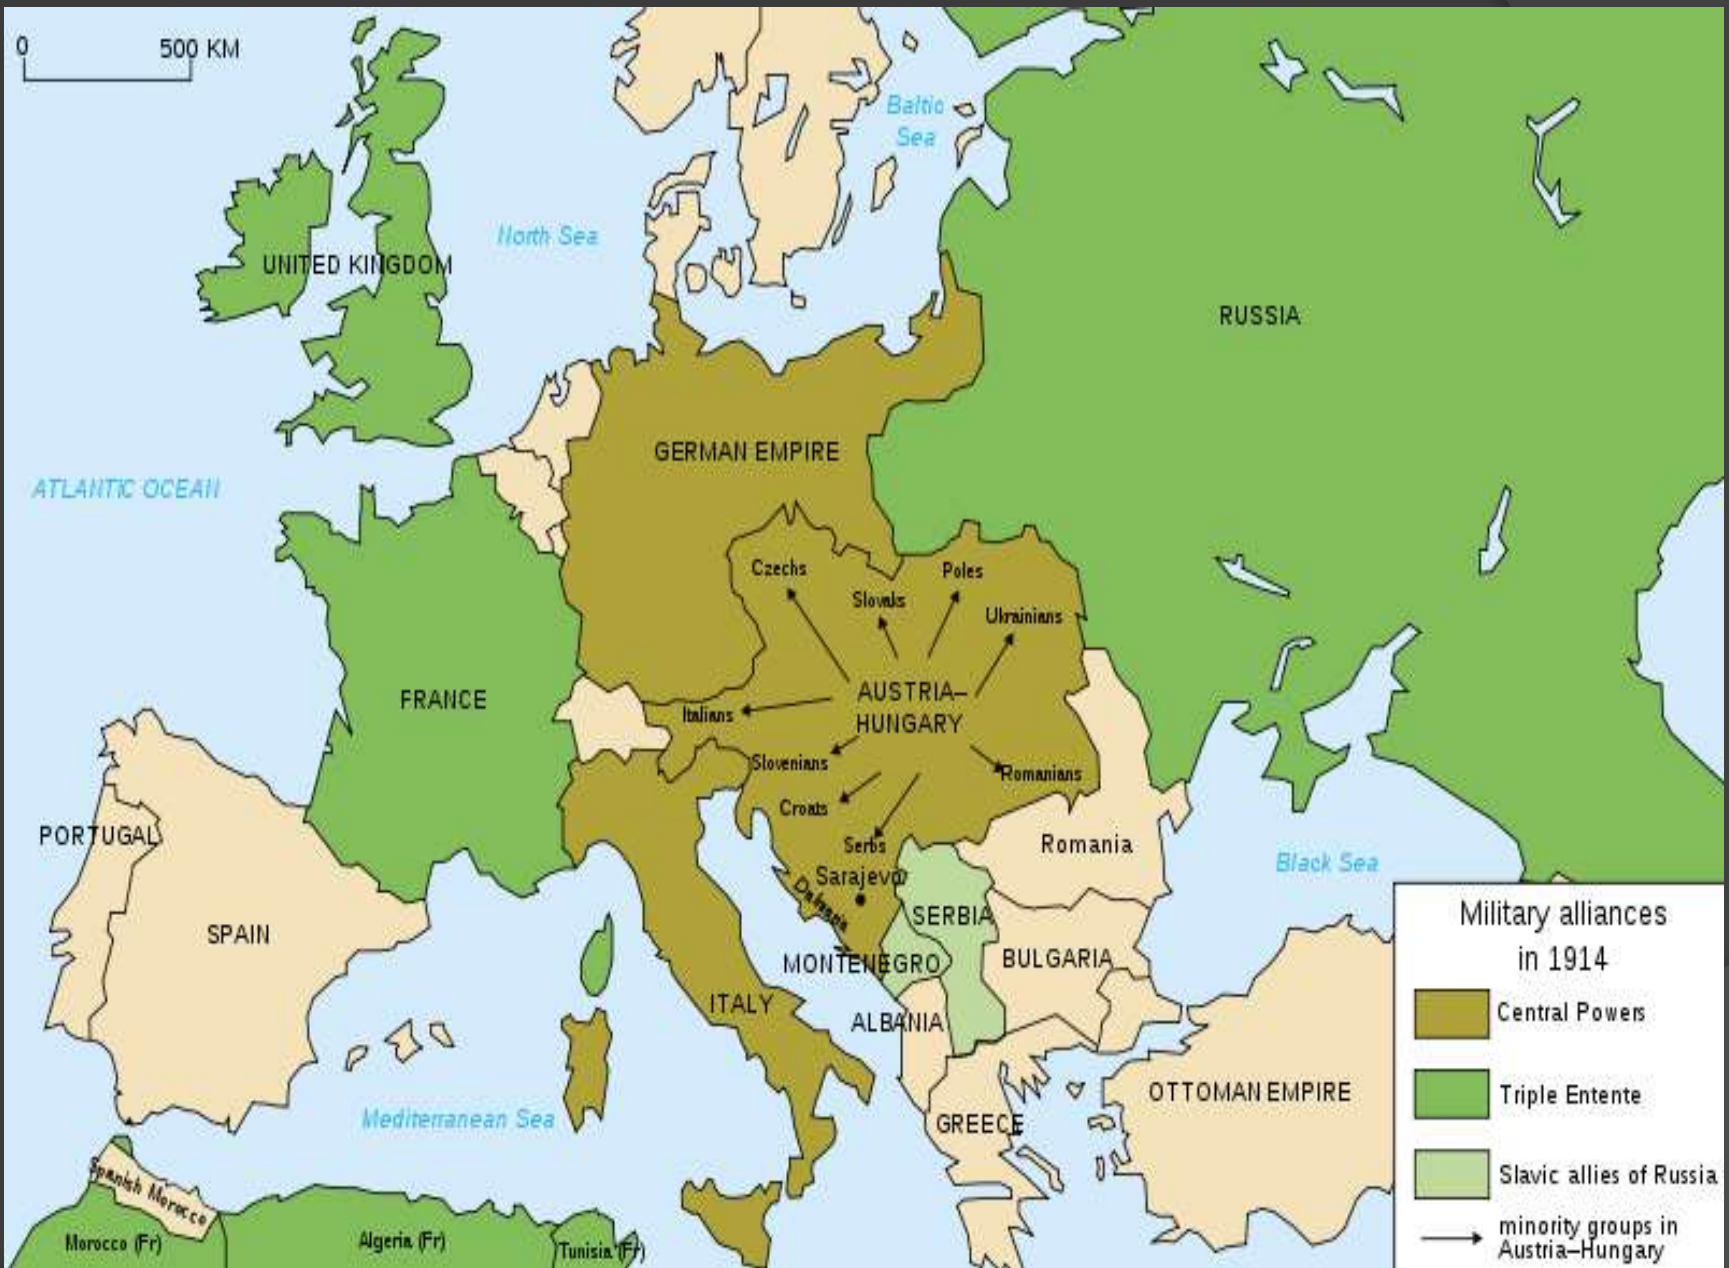 0 500 KM
Baltic
Sea
North Sea
UNITED KINGDOM
RUSSIA
GERMAN EMPIRE
ATLANTIC OCEAN
Czechs
Poles
Slovaks
Ukrainians
AUSTRIA–
HUNGARY
FRANCE
Italians
Slovenians
Romanians
Croats
Serbs
PORTUGAL
Romania
Black Sea
Sarajevo
Dalmatia
SERBIA
SPAIN
MONTENEGRO
BULGARIA
ITALY
ALBANIA
OTTOMAN EMPIRE
GREECE
Mediterranean Sea
Spanish Morocco
Morocco (Fr)
Algeria (Fr)
Tunisia (Fr)
Military alliances
in 1914
Central Powers
Triple Entente
Slavic allies of Russia
minority groups in
Austria–Hungary